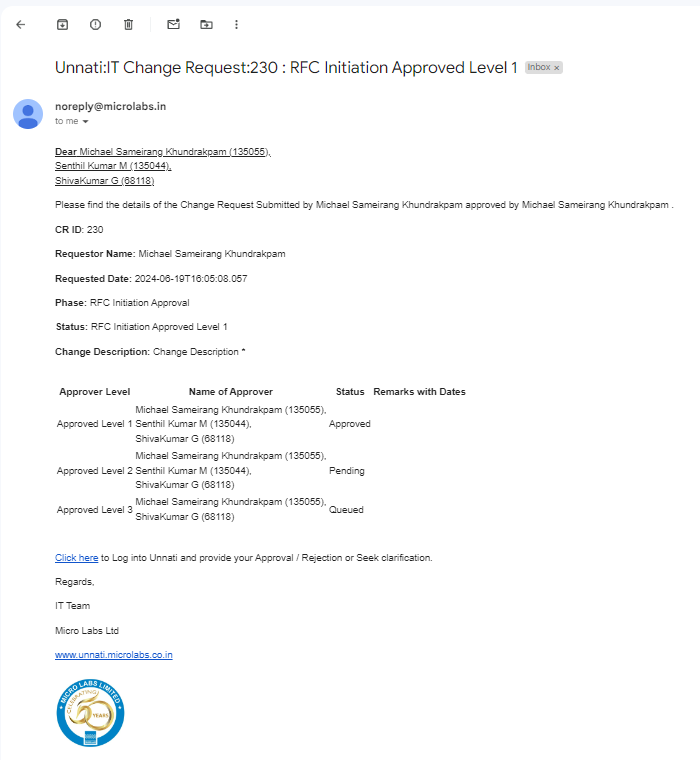 Unnati:IT Change Request:230 : RFC Initiation Approved Level 1 Inbox ×
noreply@microlabs.in
to me
Dear Michael Sameirang Khundrakpam (135055),
Senthil Kumar M (135044),
ShivaKumar G (68118)
Please find the details of the Change Request Submitted by Michael Sameirang Khundrakpam approved by Michael Sameirang Khundrakpam .
CR ID: 230
Requestor Name: Michael Sameirang Khundrakpam
Requested Date: 2024-06-19T16:05:08.057
Phase: RFC Initiation Approval
Status: RFC Initiation Approved Level 1
Change Description: Change Description *
Approver Level Name of Approver Status Remarks with Dates
Michael Sameirang Khundrakpam (135055),
Approved Level 1 Senthil Kumar M (135044), Approved
ShivaKumar G (68118)
Michael Sameirang Khundrakpam (135055),
Approved Level 2 Senthil Kumar M (135044), Pending
ShivaKumar G (68118)
Michael Sameirang Khundrakpam (135055),
Approved Level 3 ShivaKumar G (68118) Queued
Click here to Log into Unnati and provide your Approval / Rejection or Seek clarification.
Regards,
IT Team
Micro Labs Ltd
www.unnati.microlabs.co.in
MICRO LABS LIMITED
CELEBRATING
50 YEARS